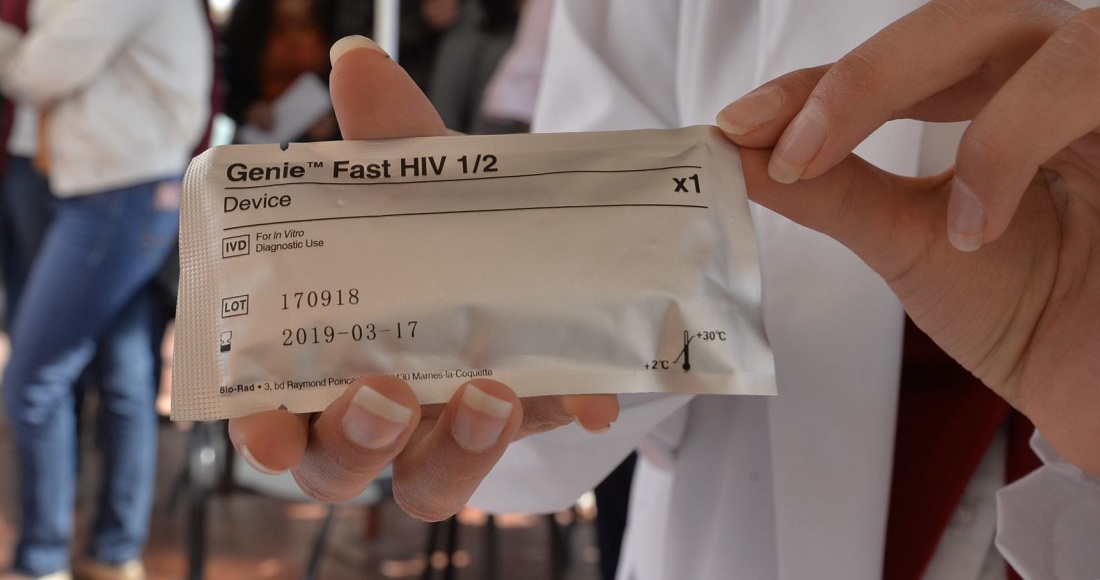 Genie™ Fast HIV 1/2
x1
Device
IVD For In Vitro
Diagnostic Use
LOT 170918
2019-03-17
+30°C
+2°C
Bio-Rad • 3, bd Raymond 430 Marnes-la-Coquette